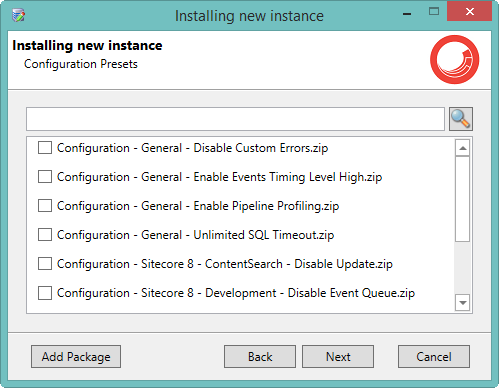 Installing new instance
Installing new instance
Configuration Presets
Configuration - General - Disable Custom Errors.zip
Configuration - General - Enable Events Timing Level High.zip
Configuration - General - Enable Pipeline Profiling.zip
Configuration - General - Unlimited SQL Timeout.zip
Configuration - Sitecore 8 - ContentSearch - Disable Update.zip
Configuration - Sitecore 8 - Development - Disable Event Queue.zip
Add Package Back Next Cancel